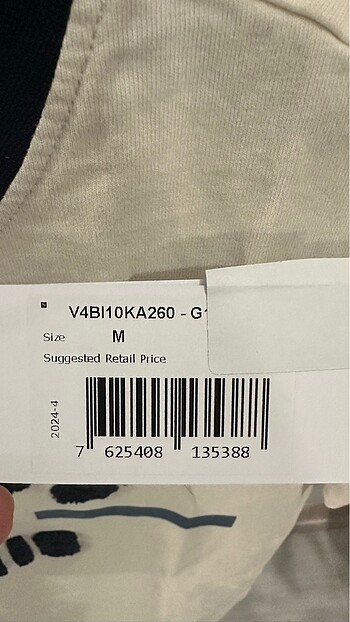 V4BI10KA260 - G
Size M
Suggested Retail Price
2024-4
7 625408 135388